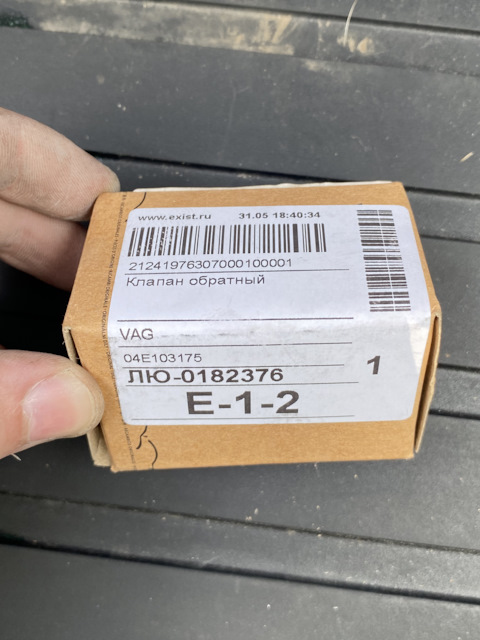 www.exist.ru 31.05 18:40:34
21241976307000100001
Клапан обратный
VAG
04E103175
ЛЮ-0182376
1
E-1-2